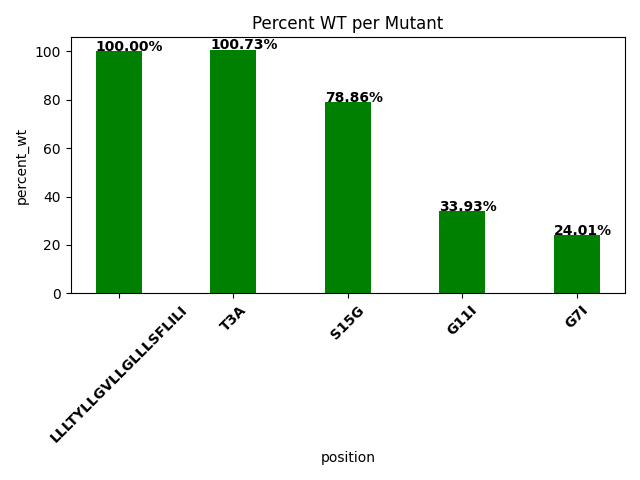 Percent WT per Mutant
100.00%
100.73%
78.86%
33.93%
24.01%
100
80
60
40
20
0
percent_wt
LLLTYLLGVLLGLLLSFLILI
T3A
S15G
G11I
G7I
position